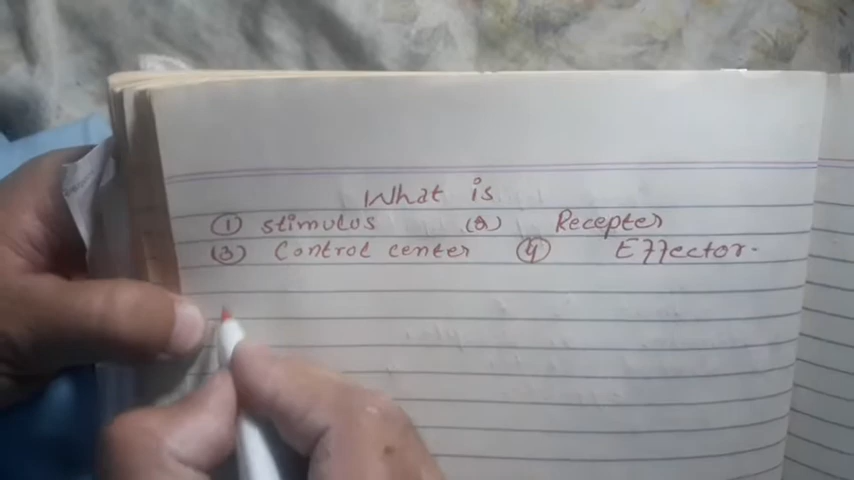 What is
① stimulus (2) Recepter
(3) Control center ④ Effector.